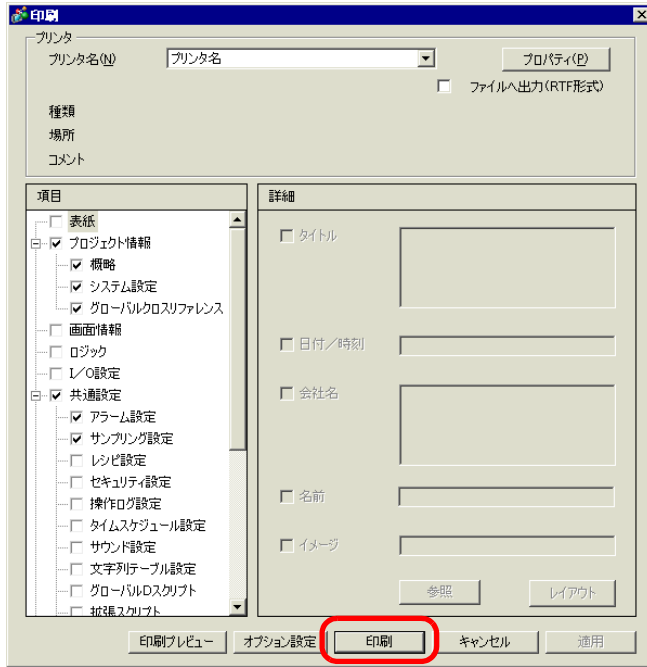 印刷
プリンタ
プリンタ名(N) プリンタ名 プロパティ(P)
ファイルへ出力(RTF形式)
種類
場所
コメント
項目
表紙
プロジェクト情報
概略
システム設定
グローバルクロスリファレンス
画面情報
ロジック
I/O設定
共通設定
アラーム設定
サンプリング設定
レシピ設定
セキュリティ設定
操作ログ設定
タイムスケジュール設定
サウンド設定
文字列テーブル設定
グローバルDスクリプト
拡張スクリプト
詳細
タイトル
日付/時刻
会社名
名前
イメージ
参照 レイアウト
印刷プレビュー オプション設定 印刷 キャンセル 適用